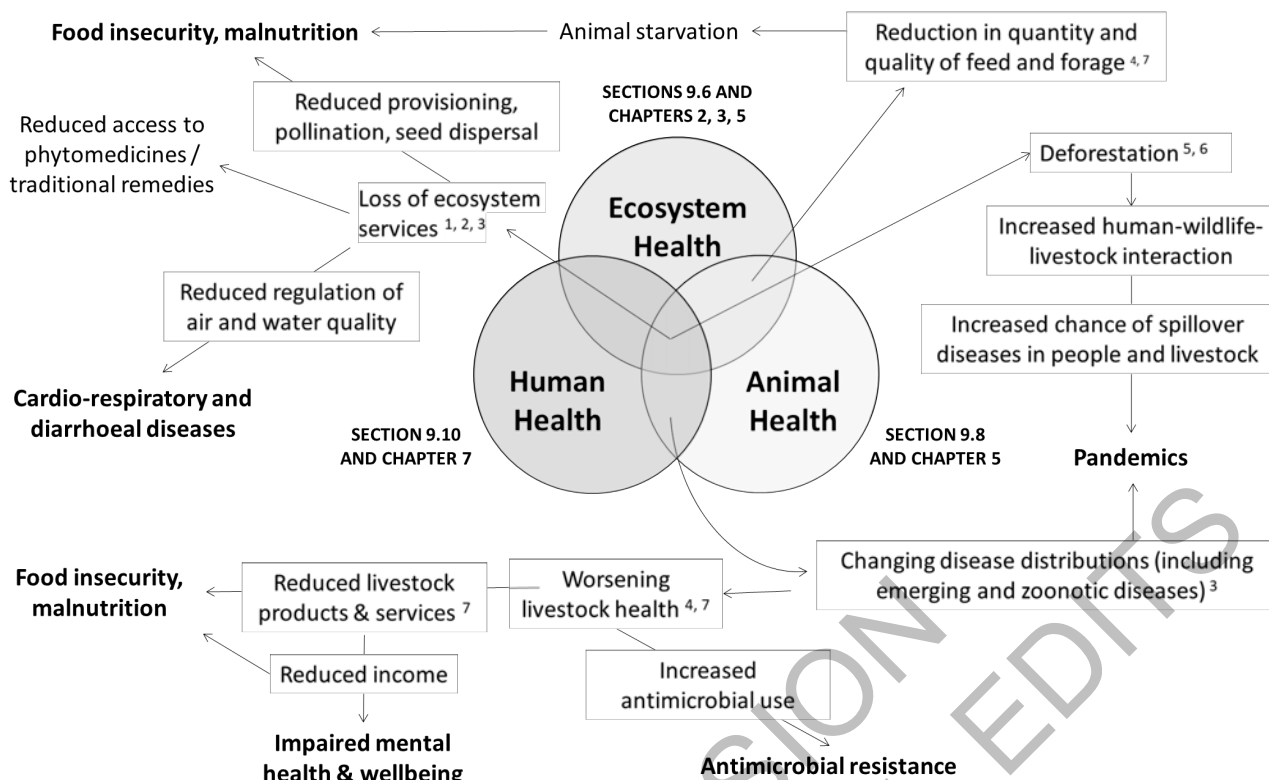 Food insecurity, malnutrition
Animal starvation
Reduction in quantity and
quality of feed and forage 4, 7
Reduced provisioning,
pollination, seed dispersal
SECTIONS 9.6 AND
CHAPTERS 2, 3, 5
Reduced access to
phytomedicines /
traditional remedies
Deforestation 5, 6
Loss of ecosystem
services 1, 2, 3
Ecosystem
Health
Increased human-wildlife-
livestock interaction
Reduced regulation of
air and water quality
Increased chance of spillover
diseases in people and livestock
Human
Health
Animal
Health
Cardio-respiratory and
diarrhoeal diseases
SECTION 9.10
AND CHAPTER 7
SECTION 9.8
AND CHAPTER 5
Pandemics
Food insecurity,
malnutrition
Reduced livestock
products & services 7
Worsening
livestock health 4, 7
Changing disease distributions (including
emerging and zoonotic diseases) 3
Reduced income
Increased
antimicrobial use
Impaired mental
health & wellbeing
Antimicrobial resistance
SION
EDITS